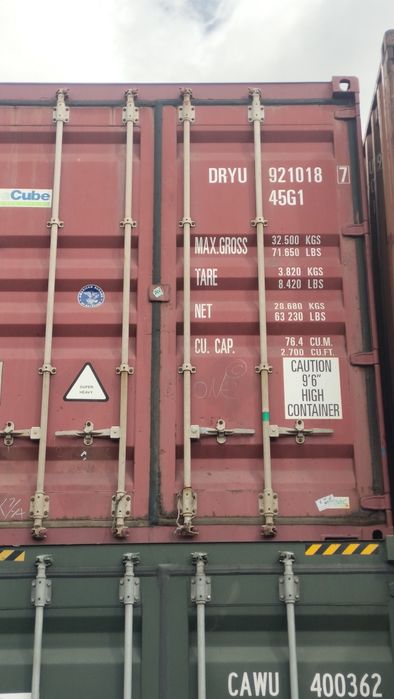 DRYU 921018 7
45G1
Cube
MAX.GROSS 32.500 KGS
71.650 LBS
TARE 3.820 KGS
8.420 LBS
NET 28.680 KGS
63 230 LBS
CU. CAP. 76.4 CU.M.
2.700 CU.FT.
SUPER
HEAVY
CAUTION
9'6"
HIGH
CONTAINER
CAWU 400362